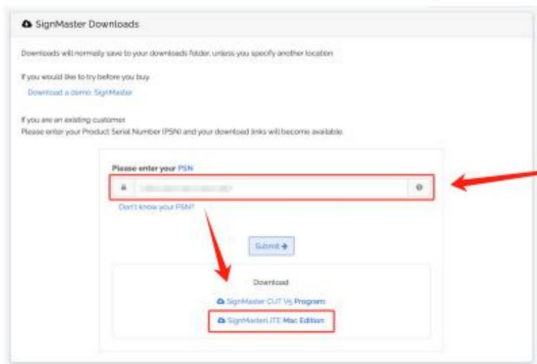 SignMaster Downloads
Downloads will normally save to your downloads folder, unless you specify another location
If you would like to try before you buy
Download a demo: SignMaster
If you are an existing customer
Please enter your Product Serial Number (PSN) and your download links will become available.
Please enter your PSN
Don't know your PSN?
Submit
Download
SignMaster CUT V5 Program
SignMasterLITE Mac Edition